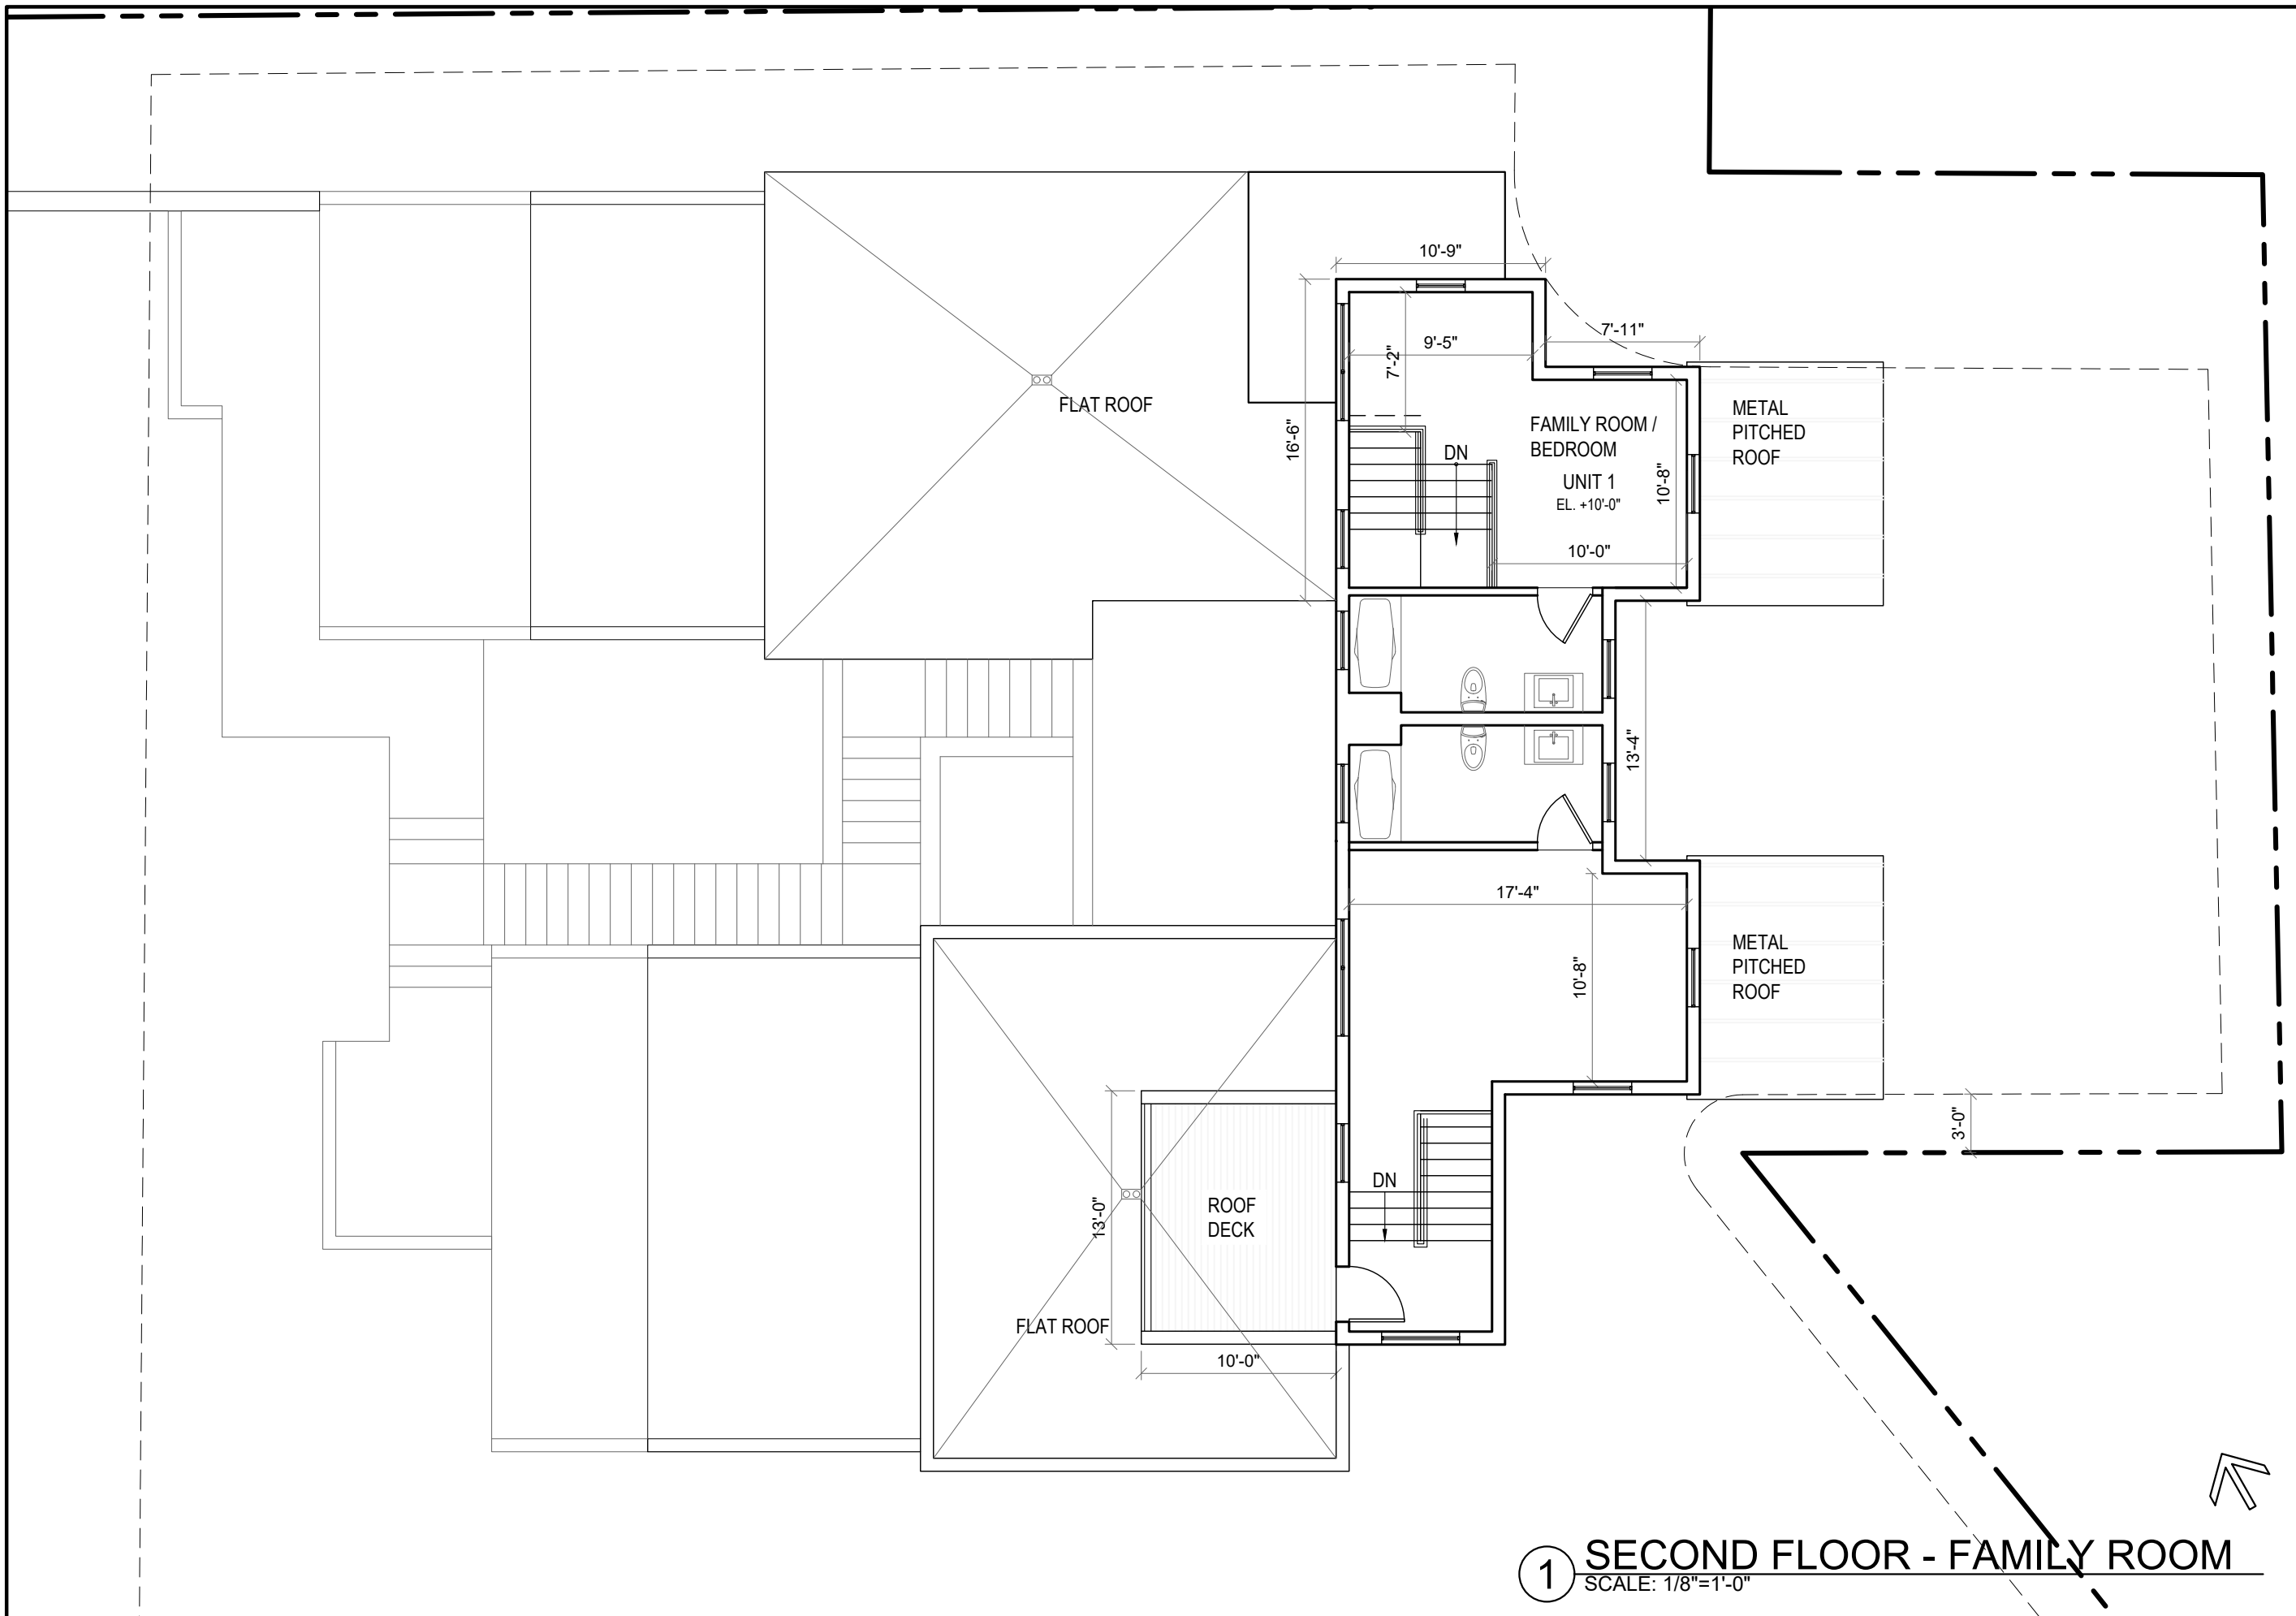 10'-9"
7'-11"
9'-5"
7'-2"
FLAT ROOF
16'-6"
FAMILY ROOM /
BEDROOM
UNIT 1
EL. +10'-0"
DN
10'-8"
10'-0"
METAL
PITCHED
ROOF
13'-4"
17'-4"
10'-8"
METAL
PITCHED
ROOF
3'-0"
DN
13'-0"
ROOF
DECK
FLAT ROOF
10'-0"
1 SECOND FLOOR - FAMILY ROOM
SCALE: 1/8"=1'-0"